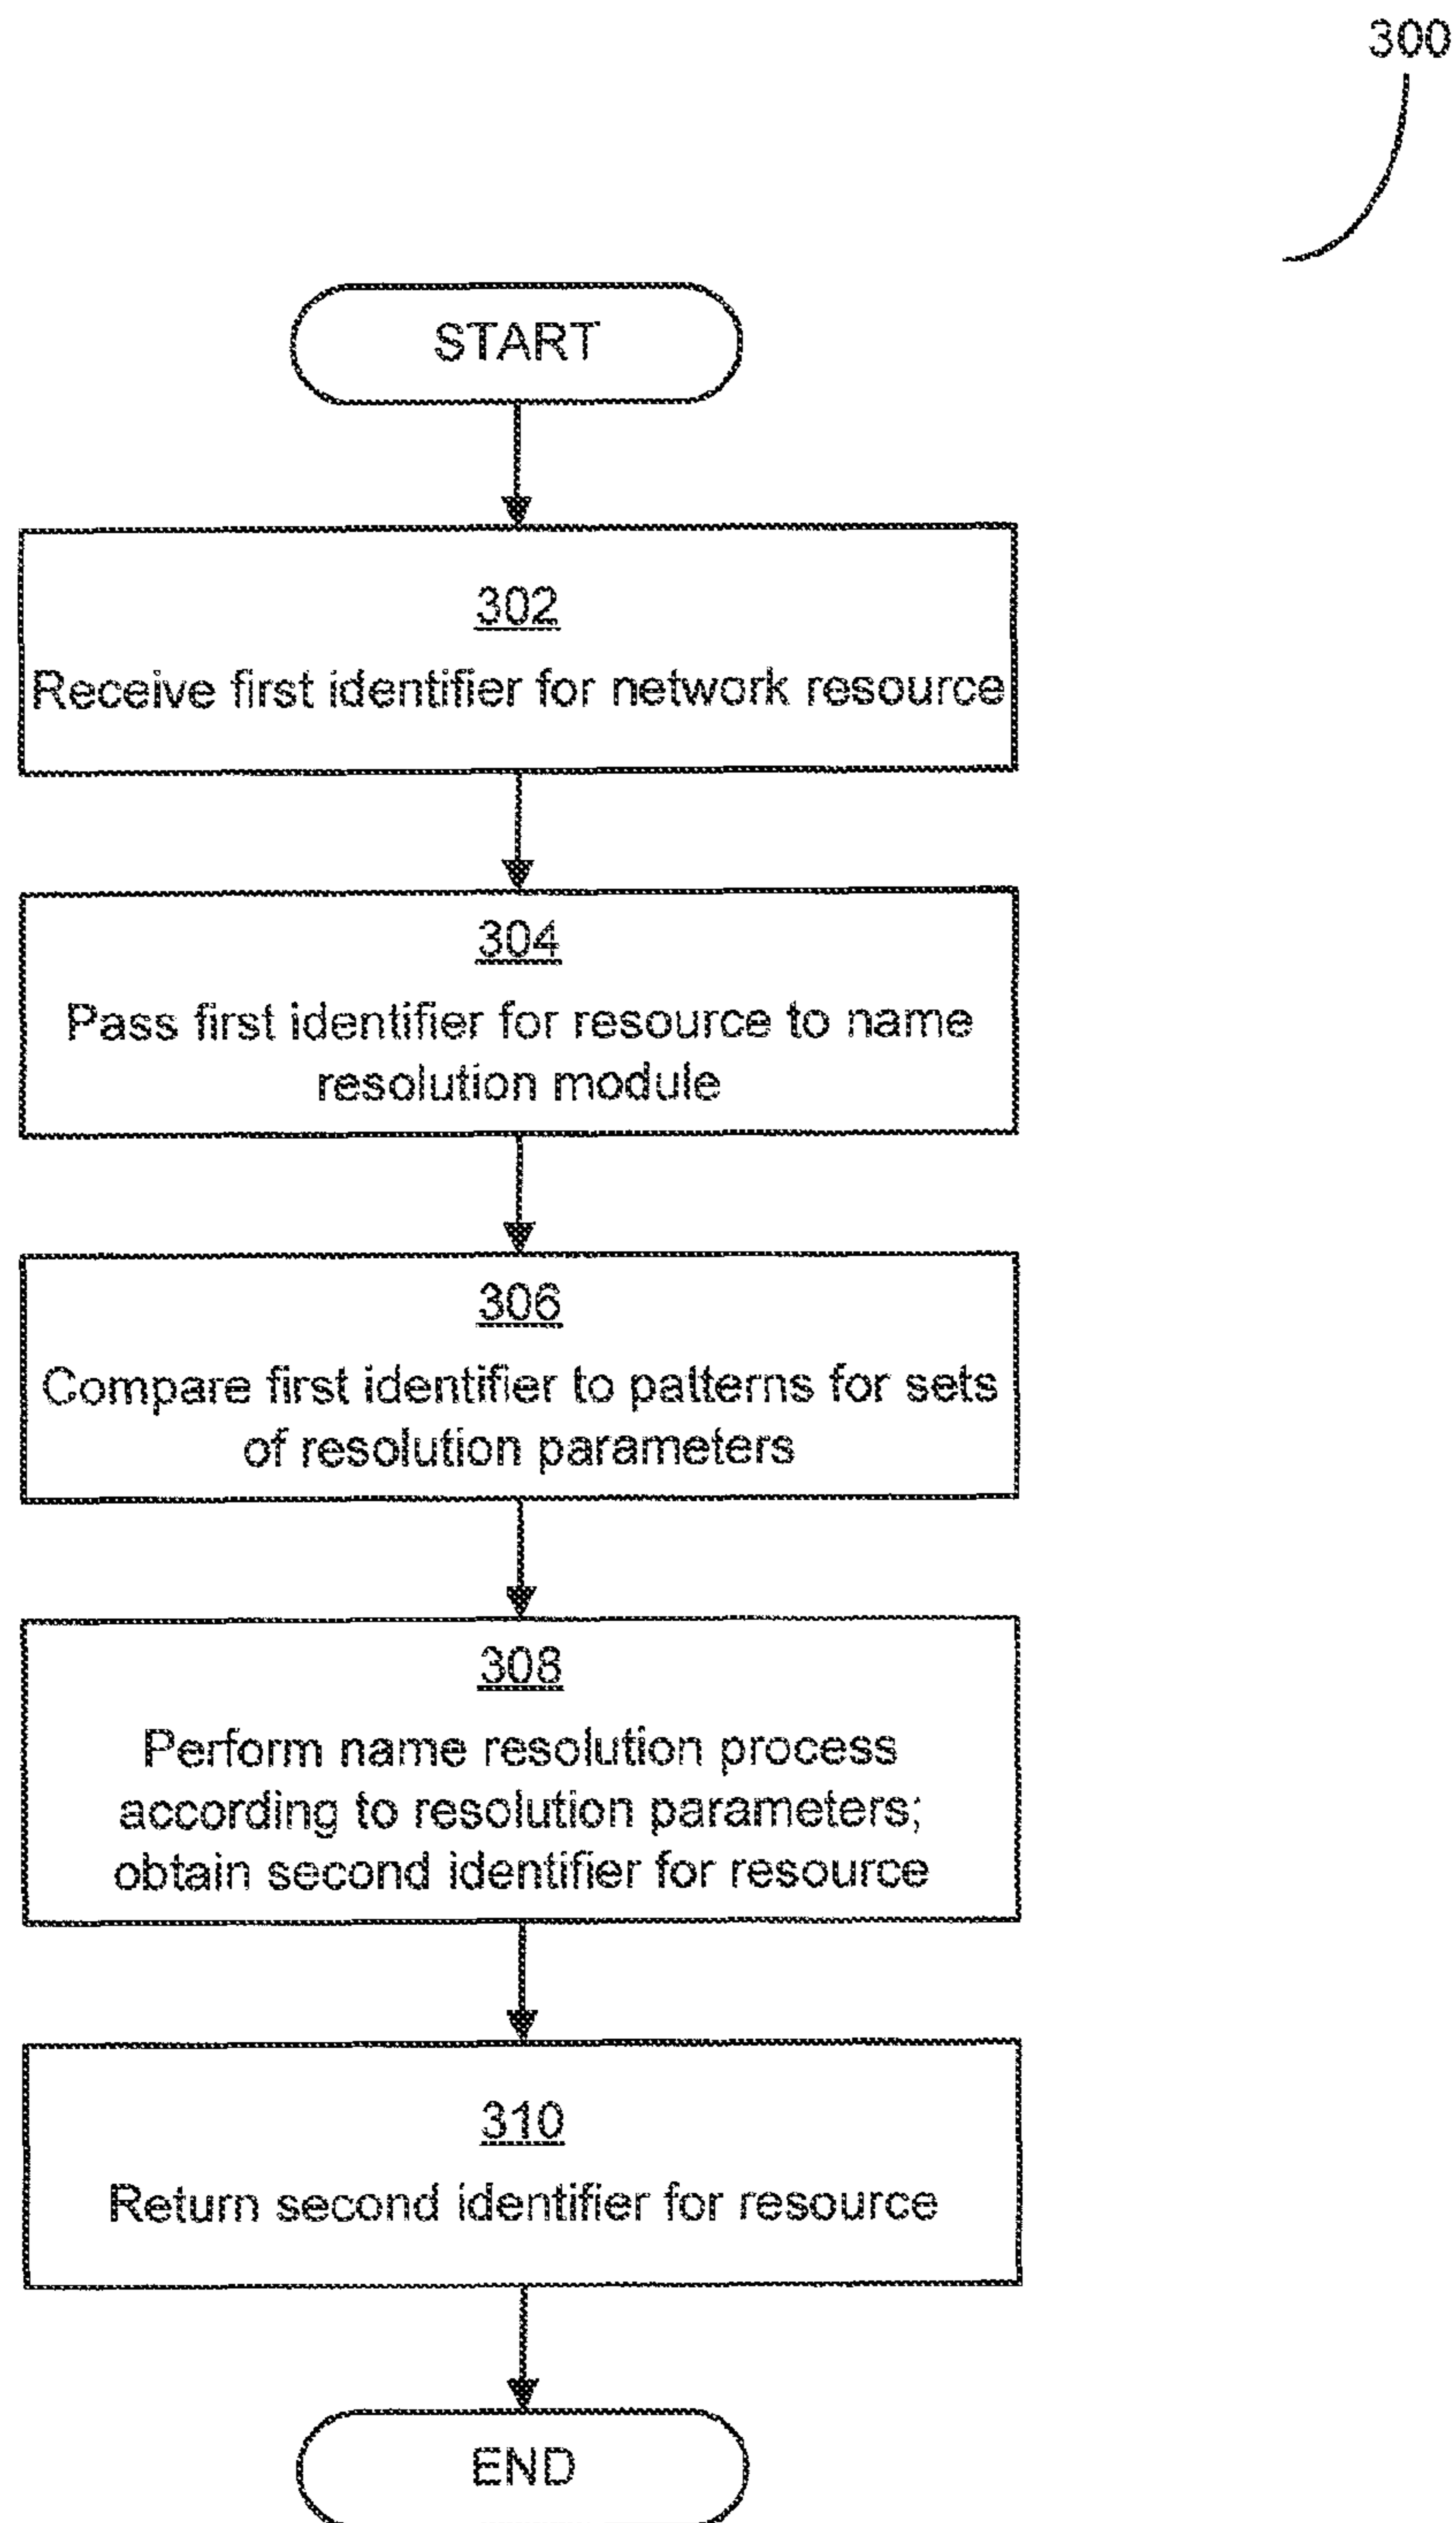 300
START
302
Receive first identifier for network resource
304
Pass first identifier for resource to name
resolution module
306
Compare first identifier to patterns for sets
of resolution parameters
308
Perform name resolution process
according to resolution parameters;
obtain second identifier for resource
310
Return second identifier for resource
END